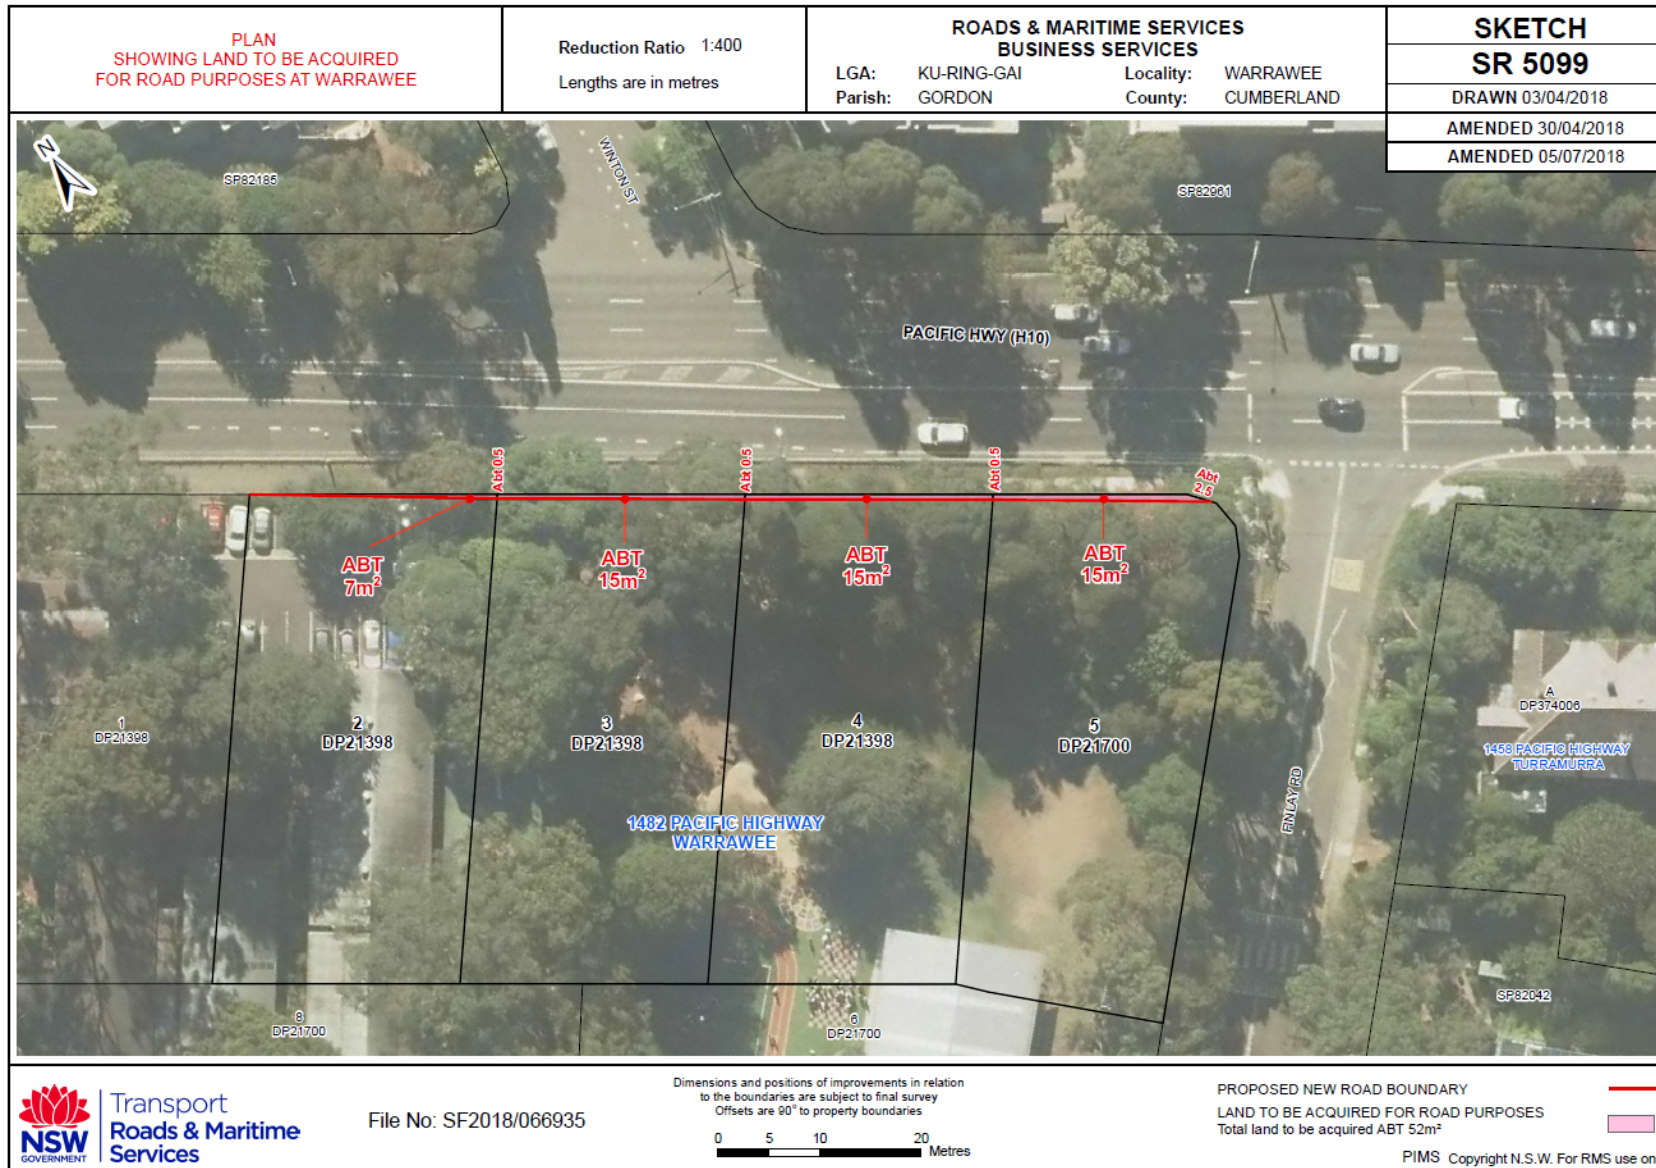 PLAN
SHOWING LAND TO BE ACQUIRED
FOR ROAD PURPOSES AT WARRAWEE
Reduction Ratio 1:400
Lengths are in metres
ROADS & MARITIME SERVICES
BUSINESS SERVICES
LGA: KU-RING-GAI Locality: WARRAWEE
Parish: GORDON County: CUMBERLAND
SKETCH
SR 5099
DRAWN 03/04/2018
AMENDED 30/04/2018
AMENDED 05/07/2018
N
SP82185
WINTON ST
SP82961
PACIFIC HWY (H10)
Abt 0.5
Abt 0.5
Abt 0.5
Abt
2.5
ABT
7m²
ABT
15m²
ABT
15m²
ABT
15m²
1
DP21398
2
DP21398
3
DP21398
4
DP21398
5
DP21700
A
DP374006
1458 PACIFIC HIGHWAY
TURRAMURRA
1482 PACIFIC HIGHWAY
WARRAWEE
FINLAY RD
SP82042
8
DP21700
6
DP21700
NSW
GOVERNMENT
Transport
Roads & Maritime
Services
File No: SF2018/066935
Dimensions and positions of improvements in relation
to the boundaries are subject to final survey
Offsets are 90° to property boundaries
0 5 10 20
Metres
PROPOSED NEW ROAD BOUNDARY
LAND TO BE ACQUIRED FOR ROAD PURPOSES
Total land to be acquired ABT 52m²
PIMS Copyright N.S.W. For RMS use on